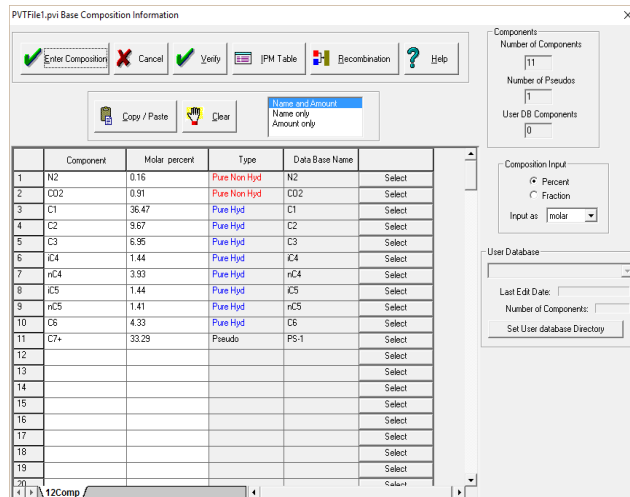 PVTFile1.pvi Base Composition Information
Enter Composition Cancel Verify IPM Table Recombination Help
Copy / Paste Clear
Name and Amount
Name only
Amount only
Components
Number of Components
11
Number of Pseudos
1
User DB Components
0
Composition Input
Percent
Fraction
Input as molar
User Database
Last Edit Date:
Number of Components:
Set User database Directory
Component Molar percent Type Data Base Name
1 N2 0.16 Pure Non Hyd N2 Select
2 CO2 0.91 Pure Non Hyd CO2 Select
3 C1 36.47 Pure Hyd C1 Select
4 C2 9.67 Pure Hyd C2 Select
5 C3 6.95 Pure Hyd C3 Select
6 iC4 1.44 Pure Hyd iC4 Select
7 nC4 3.93 Pure Hyd nC4 Select
8 iC5 1.44 Pure Hyd iC5 Select
9 nC5 1.41 Pure Hyd nC5 Select
10 C6 4.33 Pure Hyd C6 Select
11 C7+ 33.29 Pseudo PS-1 Select
12 Select
13 Select
14 Select
15 Select
16 Select
17 Select
18 Select
19 Select
20 Select
12Comp